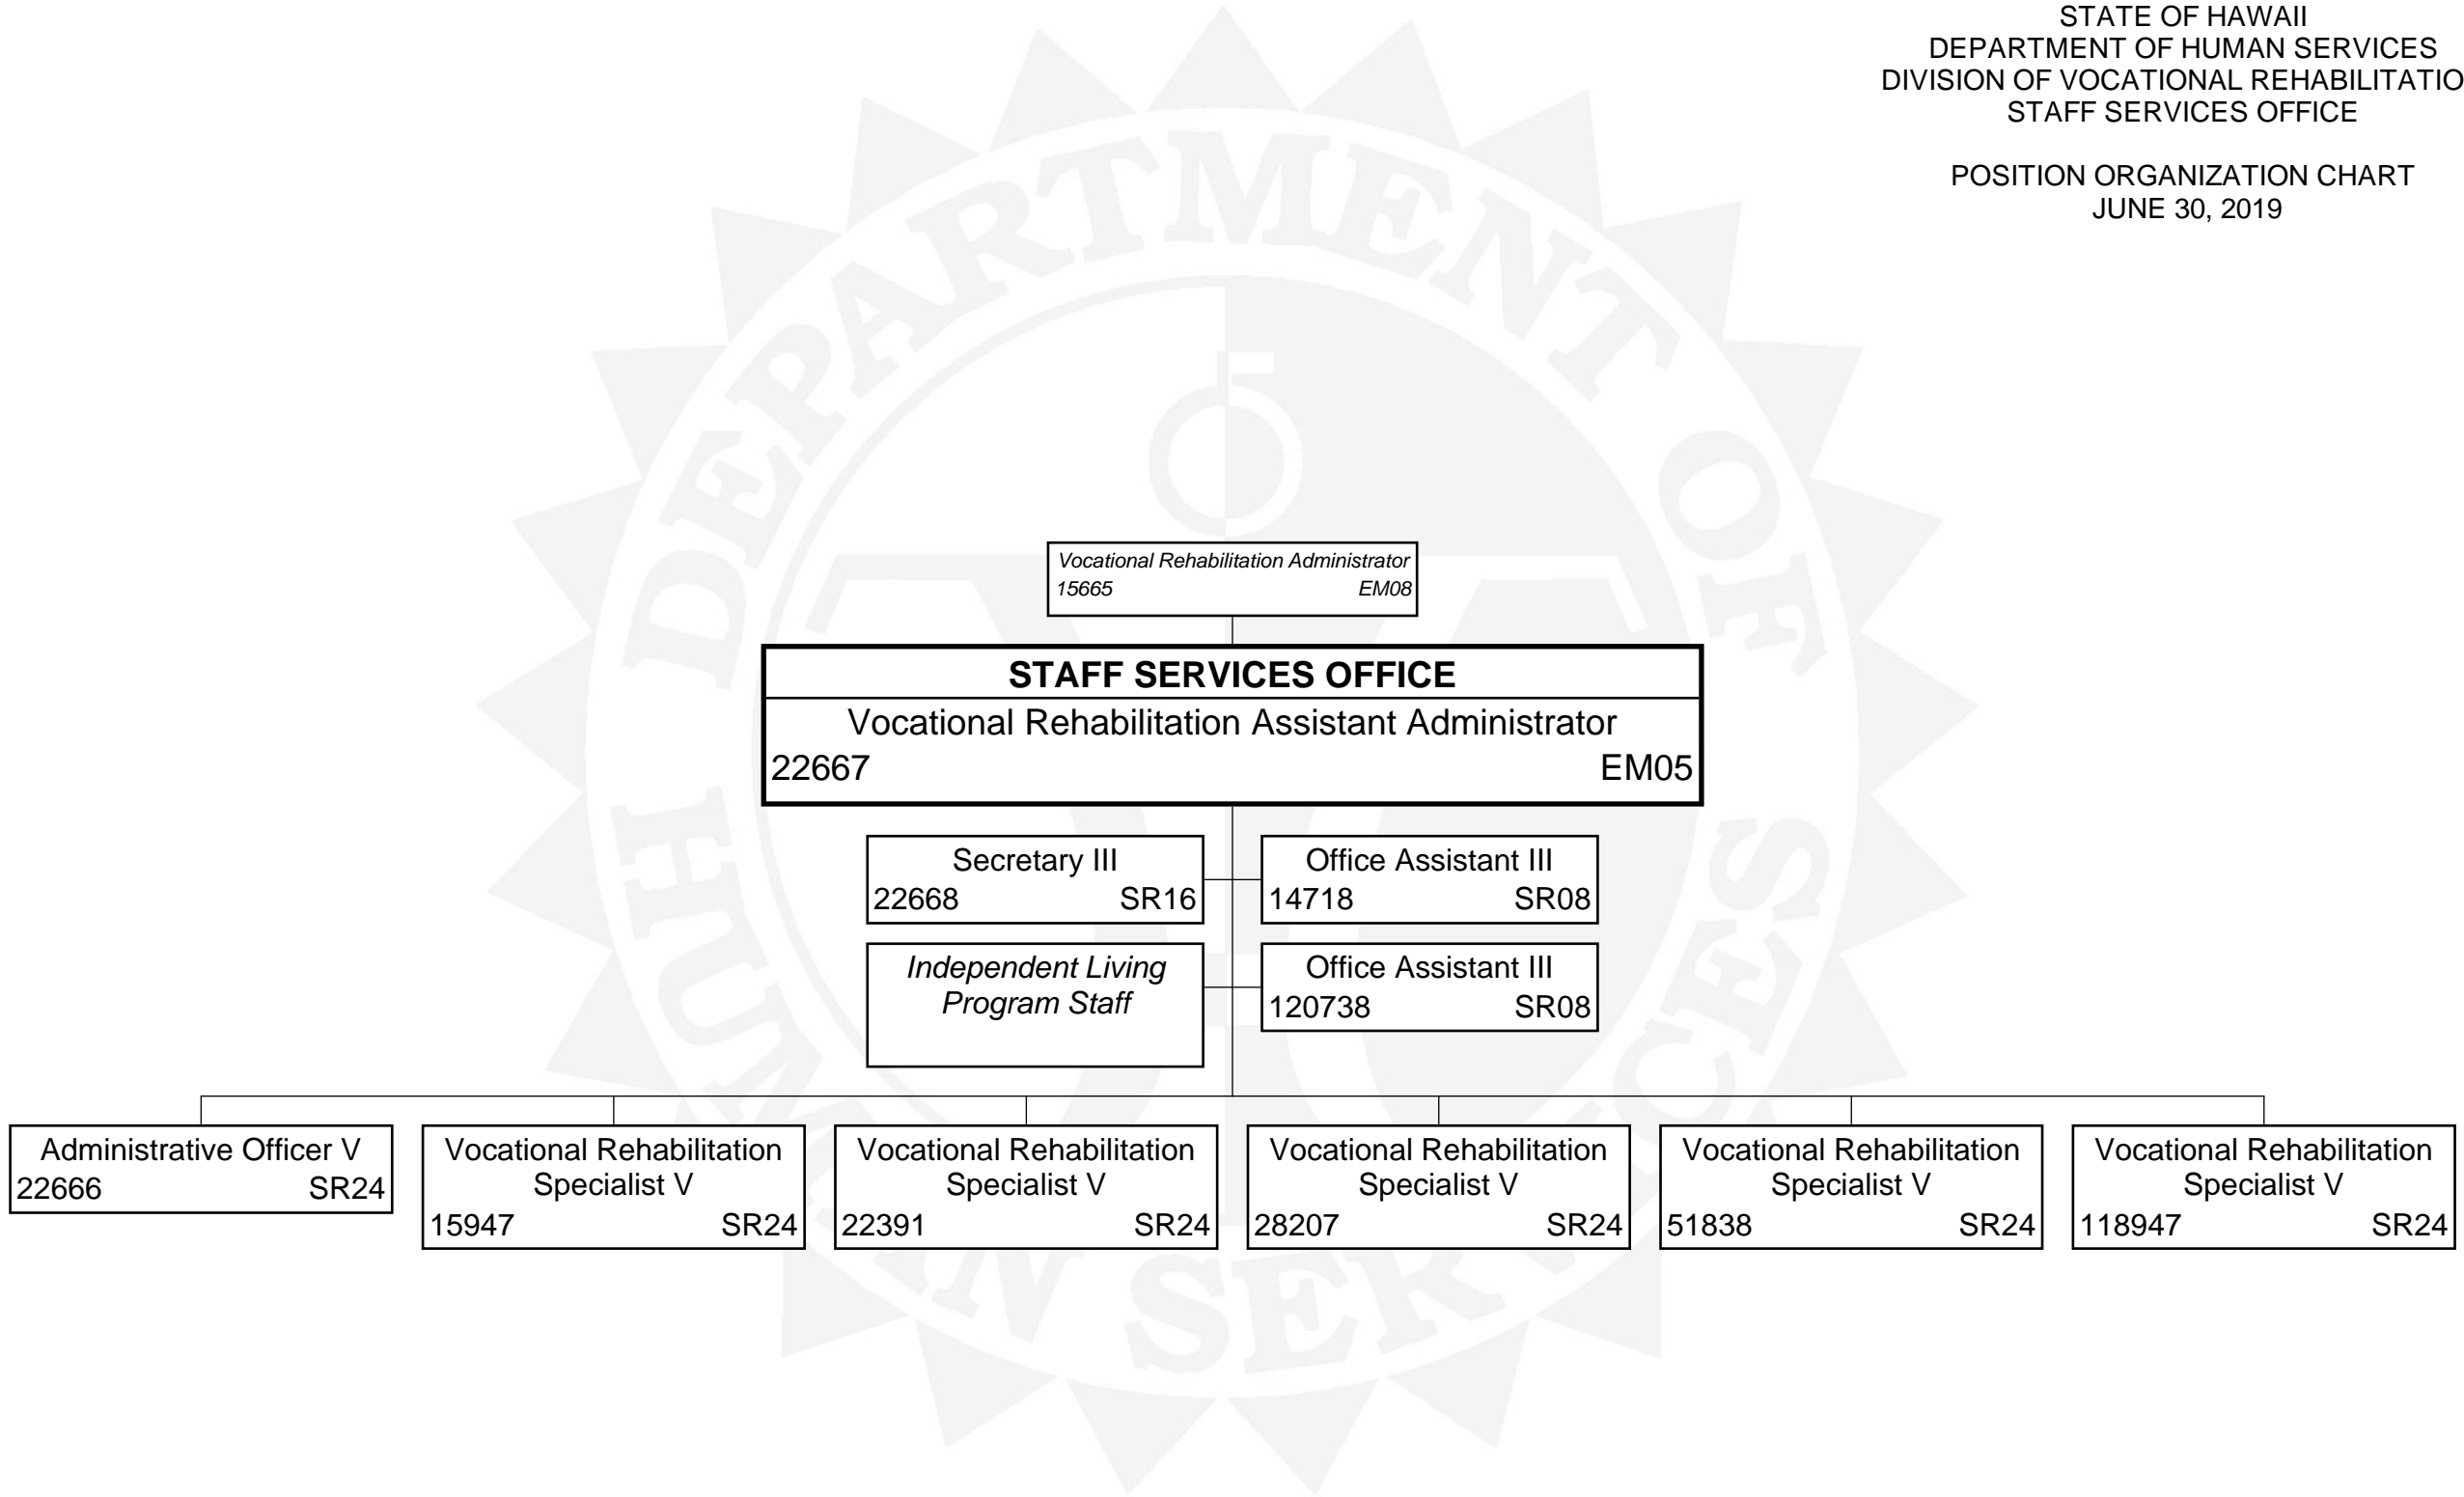 STATE OF HAWAII
DEPARTMENT OF HUMAN SERVICES
DIVISION OF VOCATIONAL REHABILITATIO
STAFF SERVICES OFFICE
POSITION ORGANIZATION CHART
JUNE 30, 2019
DEPARTMENT OF
HUMAN SERVICES
Vocational Rehabilitation Administrator
15665 EM08
STAFF SERVICES OFFICE
Vocational Rehabilitation Assistant Administrator
22667 EM05
Secretary III
22668 SR16
Office Assistant III
14718 SR08
Independent Living
Program Staff
Office Assistant III
120738 SR08
Administrative Officer V
22666 SR24
Vocational Rehabilitation
Specialist V
15947 SR24
Vocational Rehabilitation
Specialist V
22391 SR24
Vocational Rehabilitation
Specialist V
28207 SR24
Vocational Rehabilitation
Specialist V
51838 SR24
Vocational Rehabilitation
Specialist V
118947 SR24